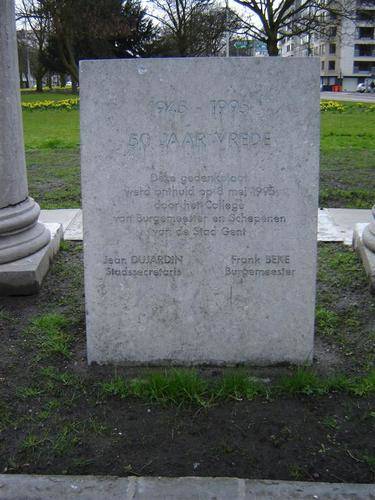 1945 - 1995
50 JAAR VREDE
Deze gedenkplaat
werd onthuld op 8 mei 1995
door het College
van Burgemeester en Schepenen
van de Stad Gent
Jean DUJARDIN Frank BEKE
Stadssecretaris Burgemeester